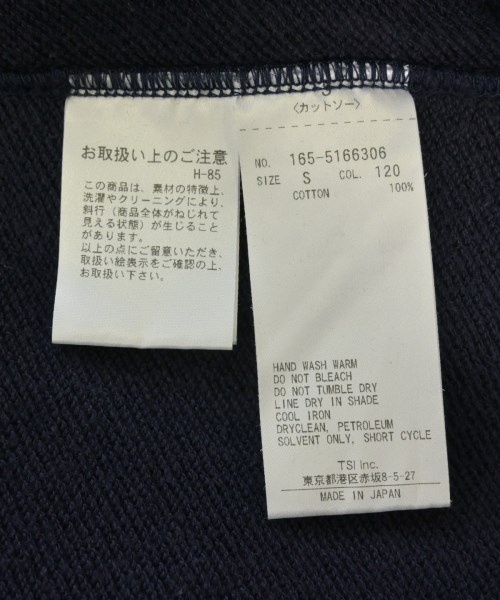 お取扱い上のご注意
H-85
この商品は、素材の特徴上、
洗濯やクリーニングにより、
斜行（商品全体がねじれて
見える状態）が生じること
があります。
以上の点にご留意いただき、
取扱い絵表示をご確認の上、
お取扱い下さい。
〈カットソー〉
NO. 165-5166306
SIZE S COL. 120
COTTON 100%
HAND WASH WARM
DO NOT BLEACH
DO NOT TUMBLE DRY
LINE DRY IN SHADE
COOL IRON
DRYCLEAN, PETROLEUM
SOLVENT ONLY, SHORT CYCLE
TSI Inc.
東京都港区赤坂8-5-27
MADE IN JAPAN